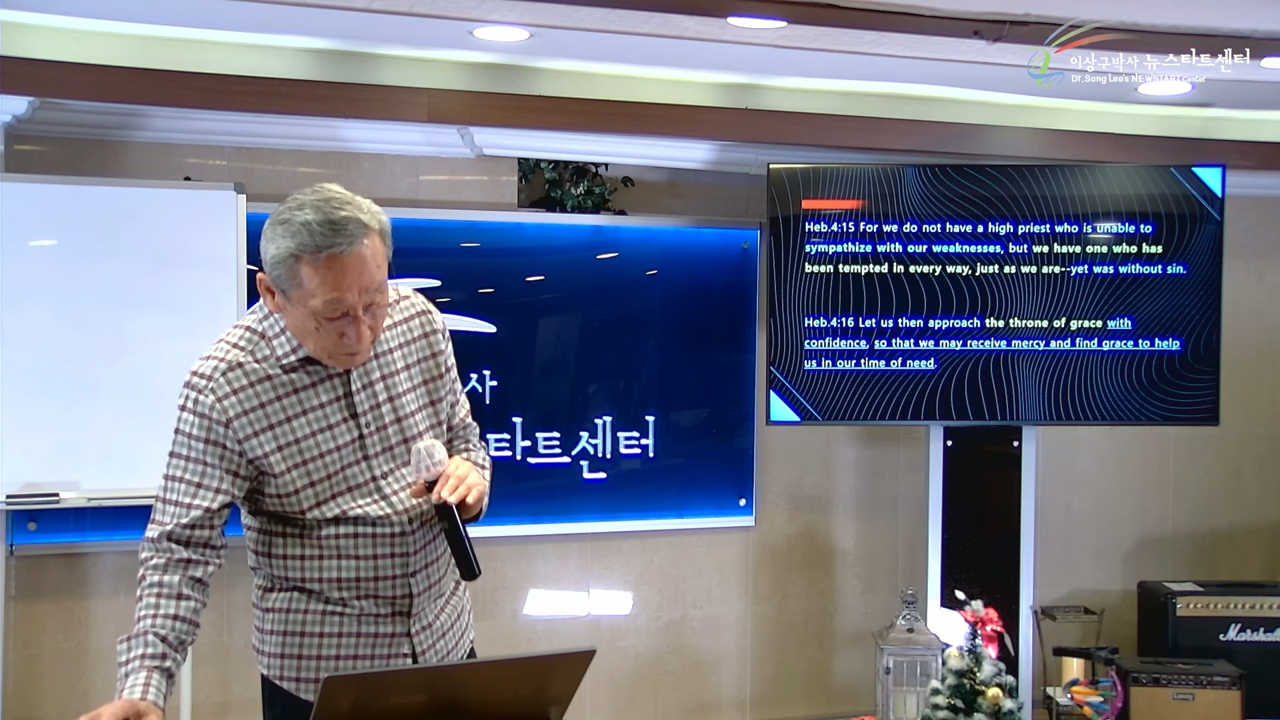 이상구박사 뉴스타트센터
Dr.Sang Lee's NEWSTART Center
Heb.4:15 For we do not have a high priest who is unable to
sympathize with our weaknesses, but we have one who has
been tempted in every way, just as we are--yet was without sin.
Heb.4:16 Let us then approach the throne of grace with
confidence, so that we may receive mercy and find grace to help
us in our time of need.
사
타트센터
Marshall
Laney